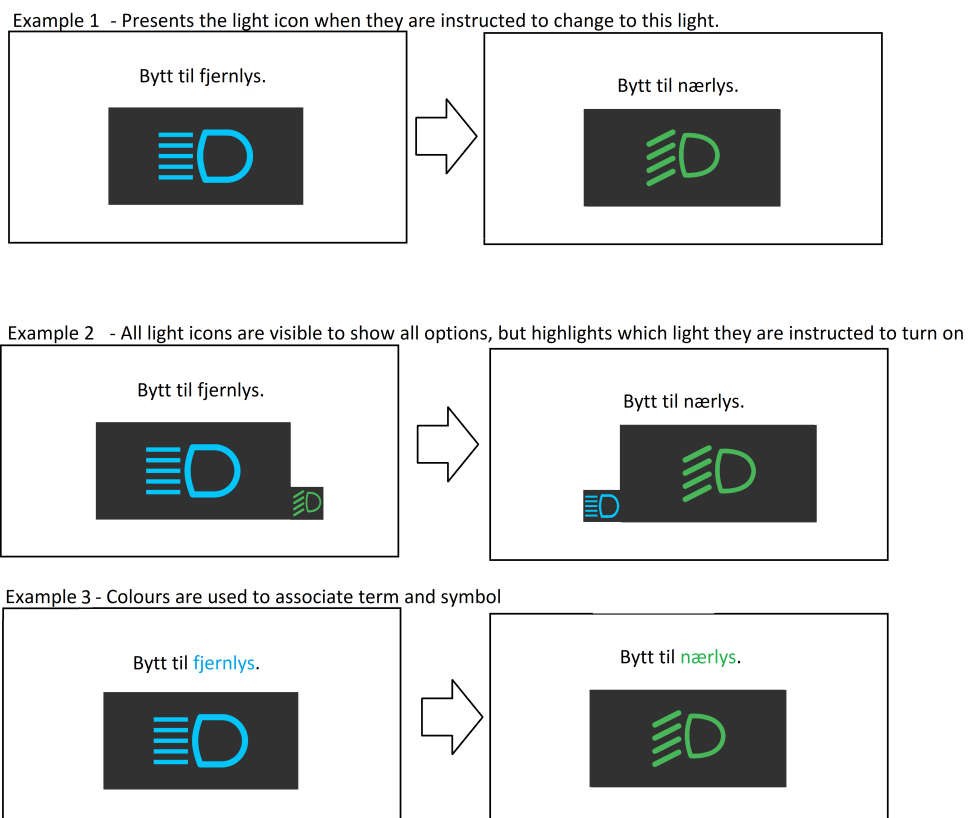 Example 1 - Presents the light icon when they are instructed to change to this light.
Bytt til fjernlys.
Bytt til nærlys.
Example 2 - All light icons are visible to show all options, but highlights which light they are instructed to turn on
Bytt til fjernlys.
Bytt til nærlys.
Example 3 - Colours are used to associate term and symbol
Bytt til fjernlys.
Bytt til nærlys.